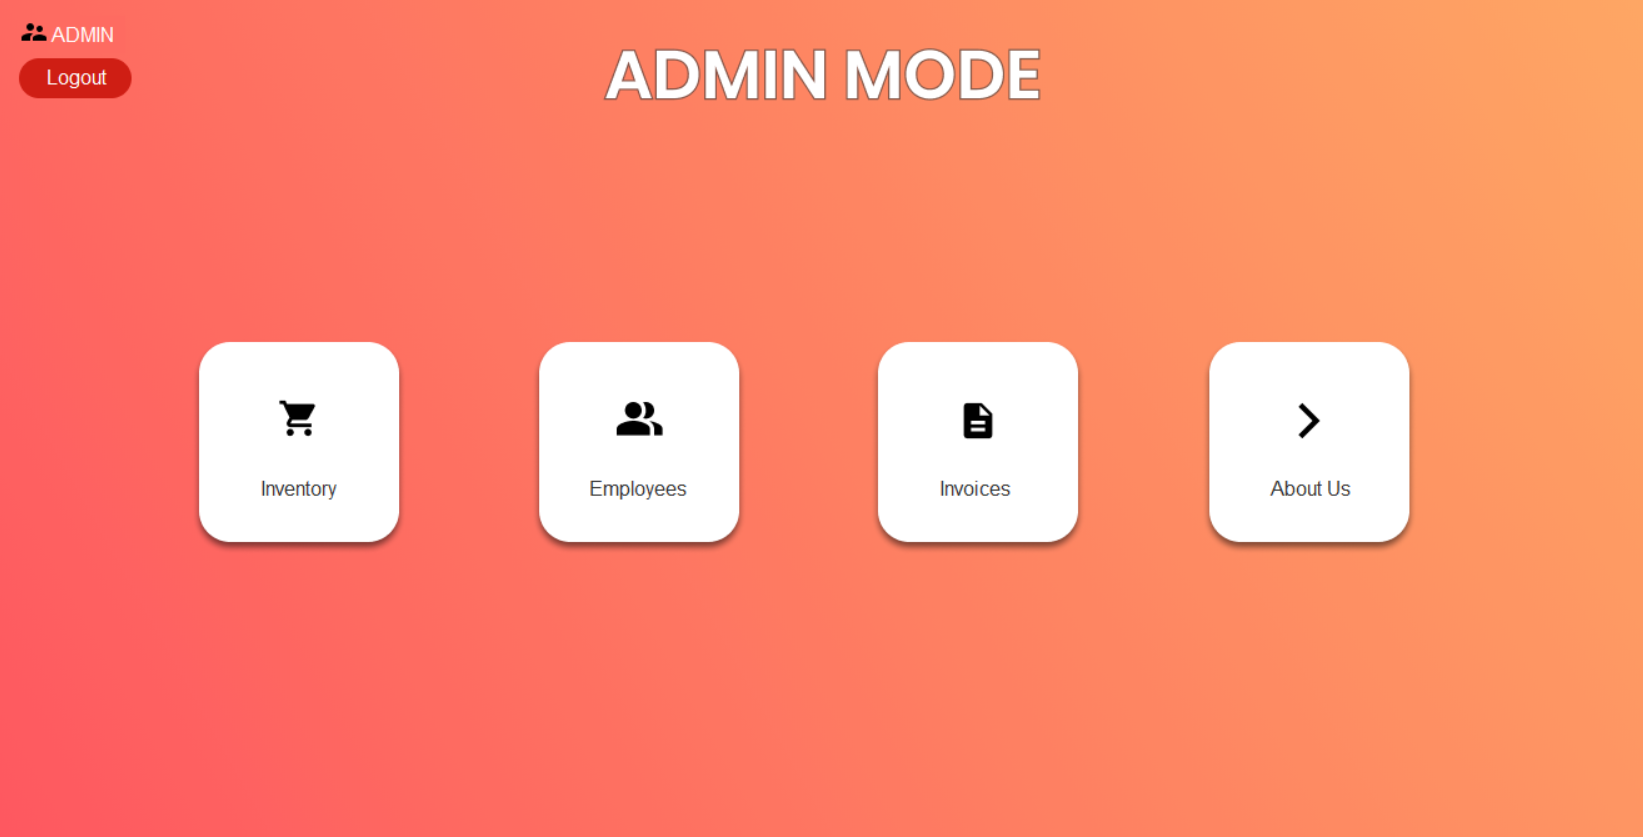 ADMIN
Logout
ADMIN MODE
Inventory
Employees
Invoices
About Us